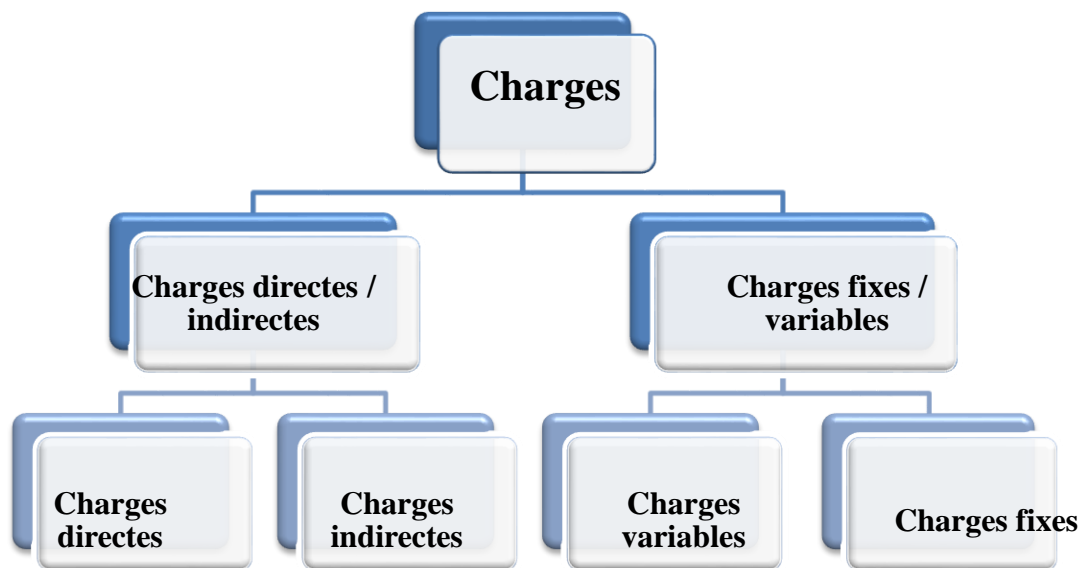 Charges
Charges directes /
indirectes
Charges fixes /
variables
Charges
directes
Charges
indirectes
Charges
variables
Charges fixes